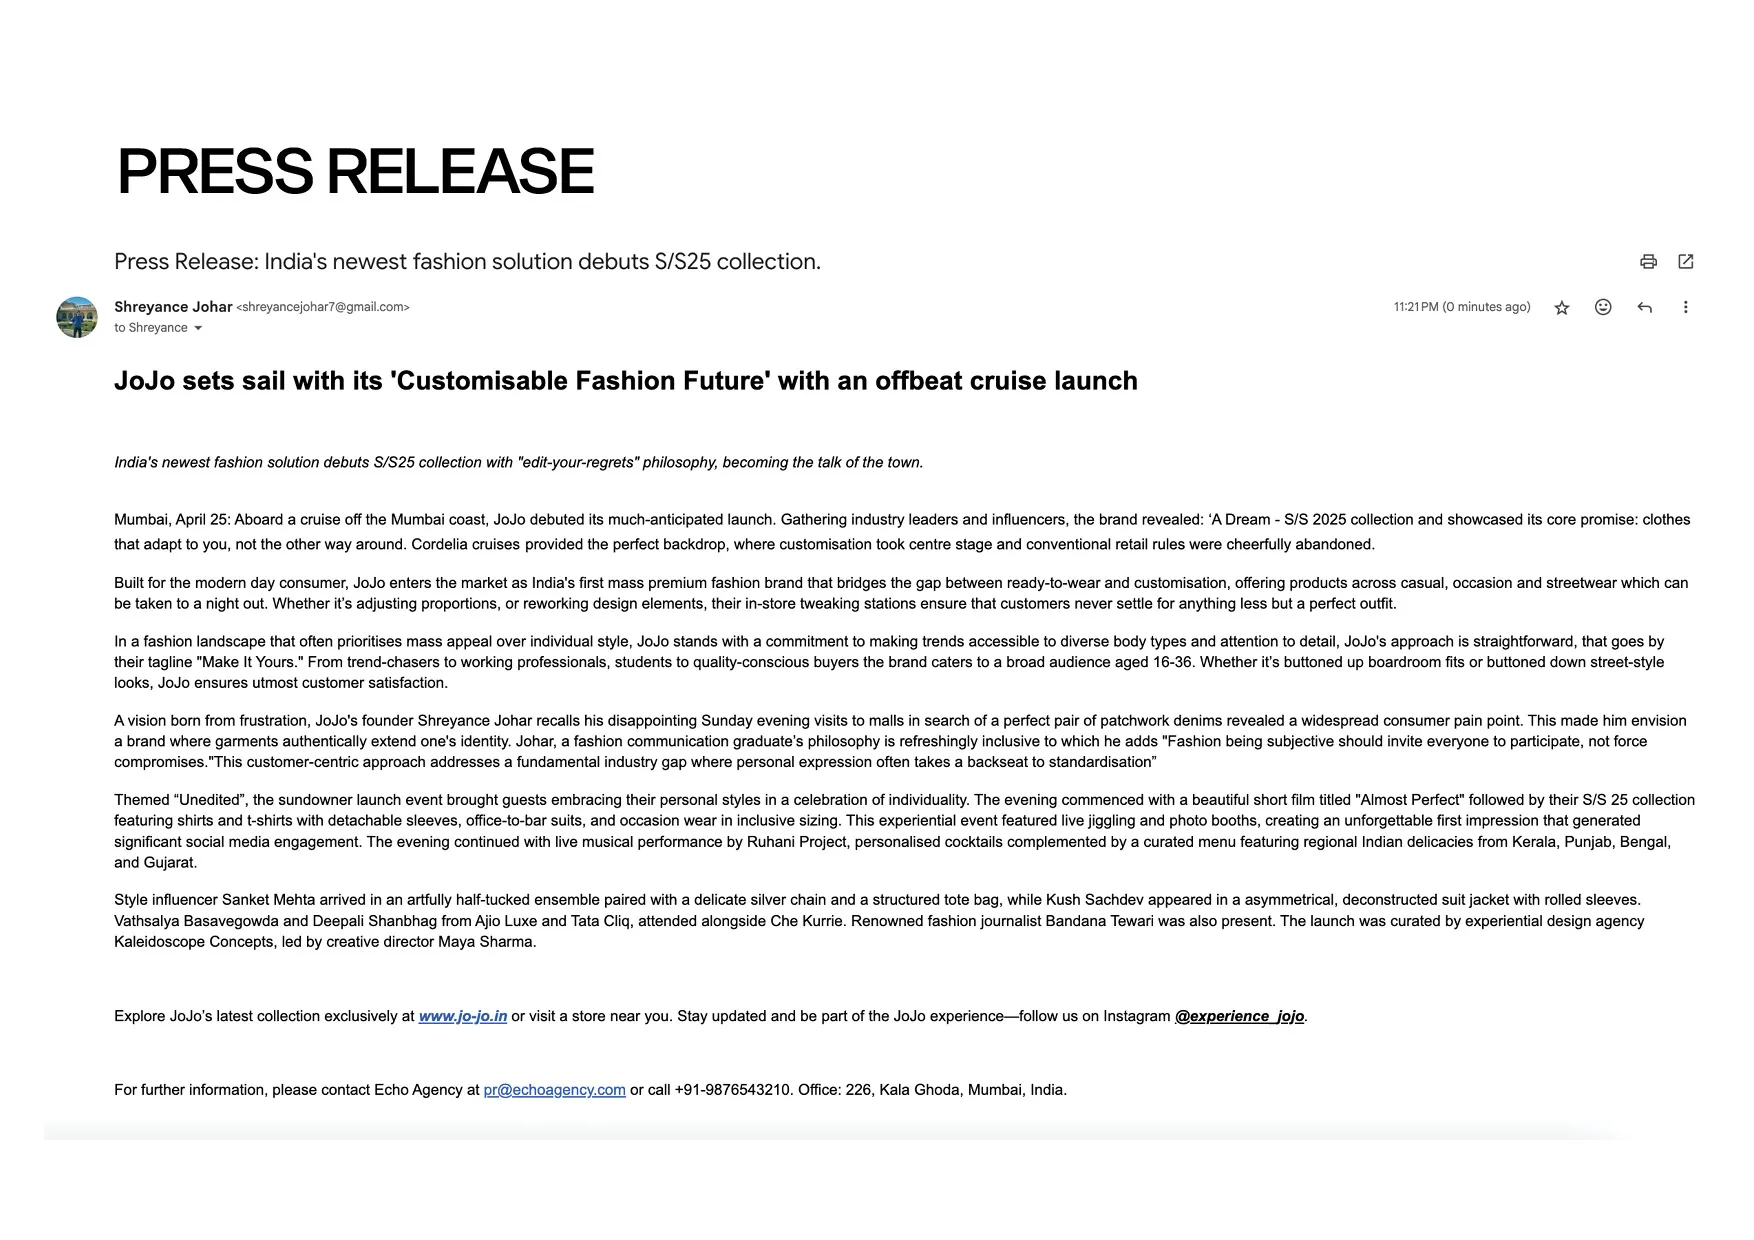 PRESS RELEASE
Press Release: India's newest fashion solution debuts S/S25 collection.
Shreyance Johar <shreyancejohar7@gmail.com>
11:21 PM (0 minutes ago)
to Shreyance
JoJo sets sail with its 'Customisable Fashion Future' with an offbeat cruise launch
India's newest fashion solution debuts S/S25 collection with "edit-your-regrets" philosophy, becoming the talk of the town.
Mumbai, April 25: Aboard a cruise off the Mumbai coast, JoJo debuted its much-anticipated launch. Gathering industry leaders and influencers, the brand revealed: ‘A Dream - S/S 2025 collection and showcased its core promise: clothes
that adapt to you, not the other way around. Cordelia cruises provided the perfect backdrop, where customisation took centre stage and conventional retail rules were cheerfully abandoned.
Built for the modern day consumer, JoJo enters the market as India's first mass premium fashion brand that bridges the gap between ready-to-wear and customisation, offering products across casual, occasion and streetwear which can
be taken to a night out. Whether it’s adjusting proportions, or reworking design elements, their in-store tweaking stations ensure that customers never settle for anything less but a perfect outfit.
In a fashion landscape that often prioritises mass appeal over individual style, JoJo stands with a commitment to making trends accessible to diverse body types and attention to detail, JoJo's approach is straightforward, that goes by
their tagline "Make It Yours." From trend-chasers to working professionals, students to quality-conscious buyers the brand caters to a broad audience aged 16-36. Whether it’s buttoned up boardroom fits or buttoned down street-style
looks, JoJo ensures utmost customer satisfaction.
A vision born from frustration, JoJo's founder Shreyance Johar recalls his disappointing Sunday evening visits to malls in search of a perfect pair of patchwork denims revealed a widespread consumer pain point. This made him envision
a brand where garments authentically extend one's identity. Johar, a fashion communication graduate's philosophy is refreshingly inclusive to which he adds "Fashion being subjective should invite everyone to participate, not force
compromises."This customer-centric approach addresses a fundamental industry gap where personal expression often takes a backseat to standardisation”
Themed “Unedited”, the sundowner launch event brought guests embracing their personal styles in a celebration of individuality. The evening commenced with a beautiful short film titled "Almost Perfect" followed by their S/S 25 collection
featuring shirts and t-shirts with detachable sleeves, office-to-bar suits, and occasion wear in inclusive sizing. This experiential event featured live jiggling and photo booths, creating an unforgettable first impression that generated
significant social media engagement. The evening continued with live musical performance by Ruhani Project, personalised cocktails complemented by a curated menu featuring regional Indian delicacies from Kerala, Punjab, Bengal,
and Gujarat.
Style influencer Sanket Mehta arrived in an artfully half-tucked ensemble paired with a delicate silver chain and a structured tote bag, while Kush Sachdev appeared in a asymmetrical, deconstructed suit jacket with rolled sleeves.
Vathsalya Basavegowda and Deepali Shanbhag from Ajio Luxe and Tata Cliq, attended alongside Che Kurrie. Renowned fashion journalist Bandana Tewari was also present. The launch was curated by experiential design agency
Kaleidoscope Concepts, led by creative director Maya Sharma.
Explore JoJo’s latest collection exclusively at www.jo-jo.in or visit a store near you. Stay updated and be part of the JoJo experience—follow us on Instagram @experience_jojo.
For further information, please contact Echo Agency at pr@echoagency.com or call +91-9876543210. Office: 226, Kala Ghoda, Mumbai, India.